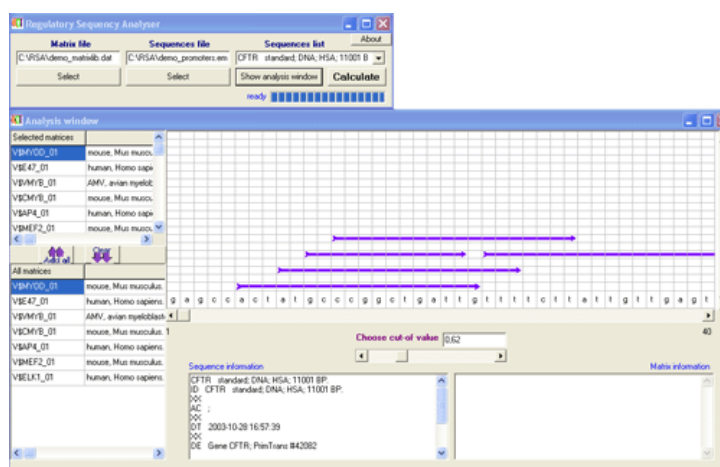 Regulatory Sequency Analyser
About
Matrix file
Sequences file
Sequences list
C:\RSA\demo_matrixlib.dat
C:\RSA\demo_promoters.em
CFTR standard; DNA; HSA; 11001 B
Select
Select
Show analysis window
Calculate
ready
Analysis window
Selected matrices
V$MYOD_01 mouse, Mus muscu
V$E47_01 human, Homo sapi
V$VMYB_01 AMV, avian myelob
V$CMYB_01 mouse, Mus muscu
V$AP4_01 human, Homo sapi
V$MEF2_01 mouse, Mus muscu
Add all
Clear
All matrices
V$MYOD_01 mouse, Mus musculus.
V$E47_01 human, Homo sapiens.
V$VMYB_01 AMV, avian myeloblast
V$CMYB_01 mouse, Mus musculus.
V$AP4_01 human, Homo sapiens.
V$MEF2_01 mouse, Mus musculus.
V$ELK1_01 human, Homo sapiens.
g a g c c a c t a t g c c c g g c t g t t t t c t t a t t g t g a g t
1
40
Choose cut-of value 0,62
Sequence information
Matrix information
CFTR standard; DNA; HSA; 11001 BP.
ID CFTR standard; DNA; HSA; 11001 BP.
XX
AC ;
XX
DT 2003-10-28 16:57:39
XX
DE Gene CFTR; PrimTrans #42082